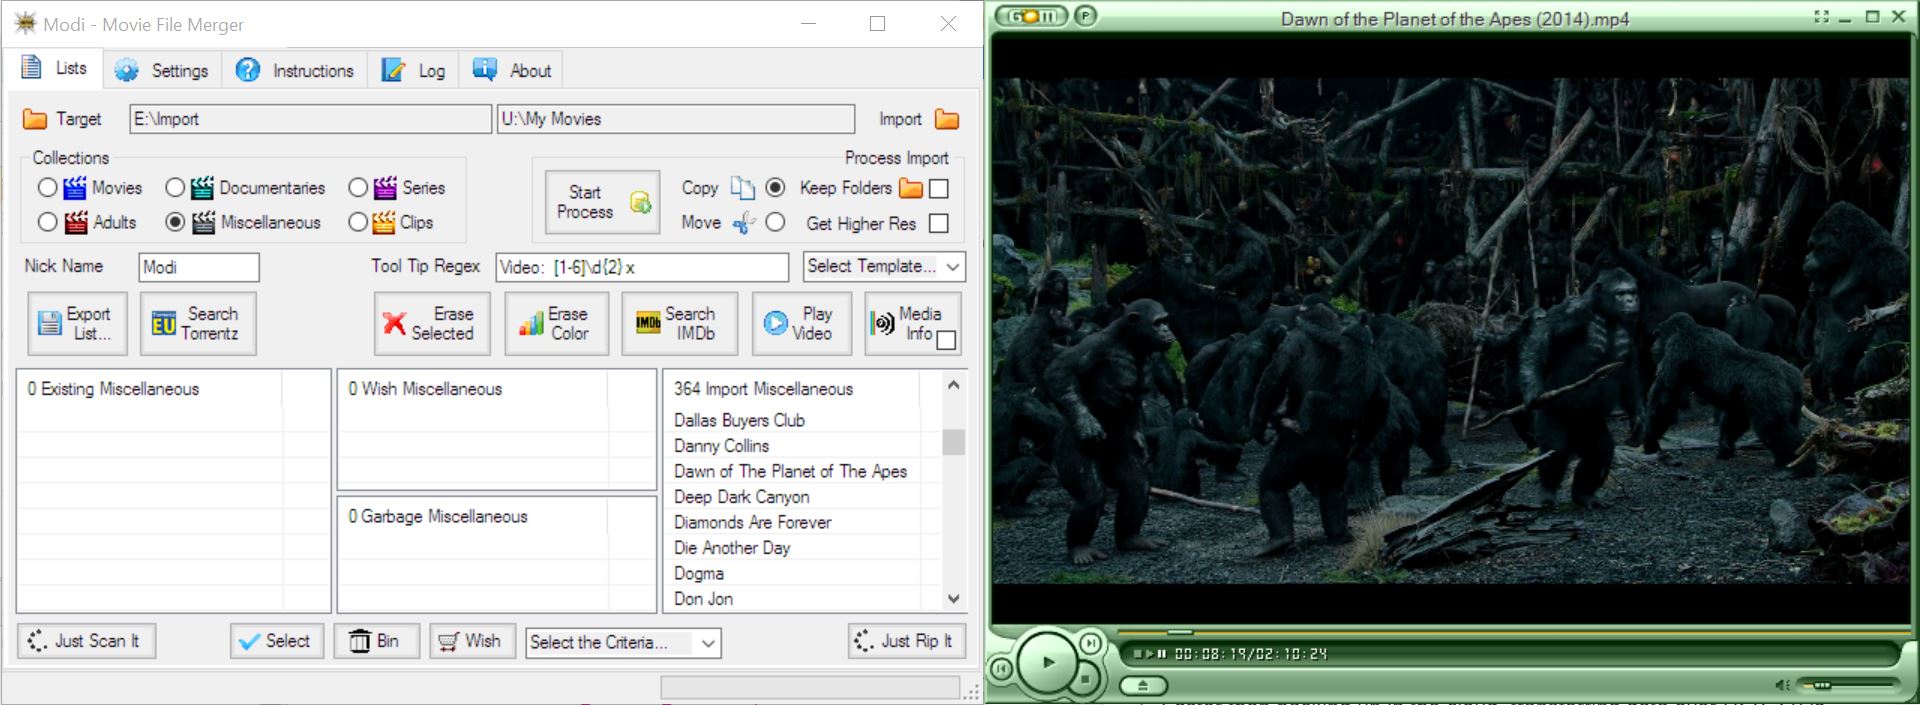 Modi - Movie File Merger
Lists Settings Instructions Log About
Target E:\Import U:\My Movies Import
Collections
Movies Documentaries Series
Adults Miscellaneous Clips
Process Import
Start Process
Copy Keep Folders
Move Get Higher Res
Nick Name Modi Tool Tip Regex Video: [1-6]\d{2} x Select Template...
Export List...
EU Search Torrentz
Erase Selected
Erase Color
IMDb Search IMDb
Play Video
Media Info
0 Existing Miscellaneous
0 Wish Miscellaneous
0 Garbage Miscellaneous
364 Import Miscellaneous
Dallas Buyers Club
Danny Collins
Dawn of The Planet of The Apes
Deep Dark Canyon
Diamonds Are Forever
Die Another Day
Dogma
Don Jon
Just Scan It Select Bin Wish Select the Criteria... Just Rip It
GOM P Dawn of the Planet of the Apes (2014).mp4
00:08:19/02:10:24